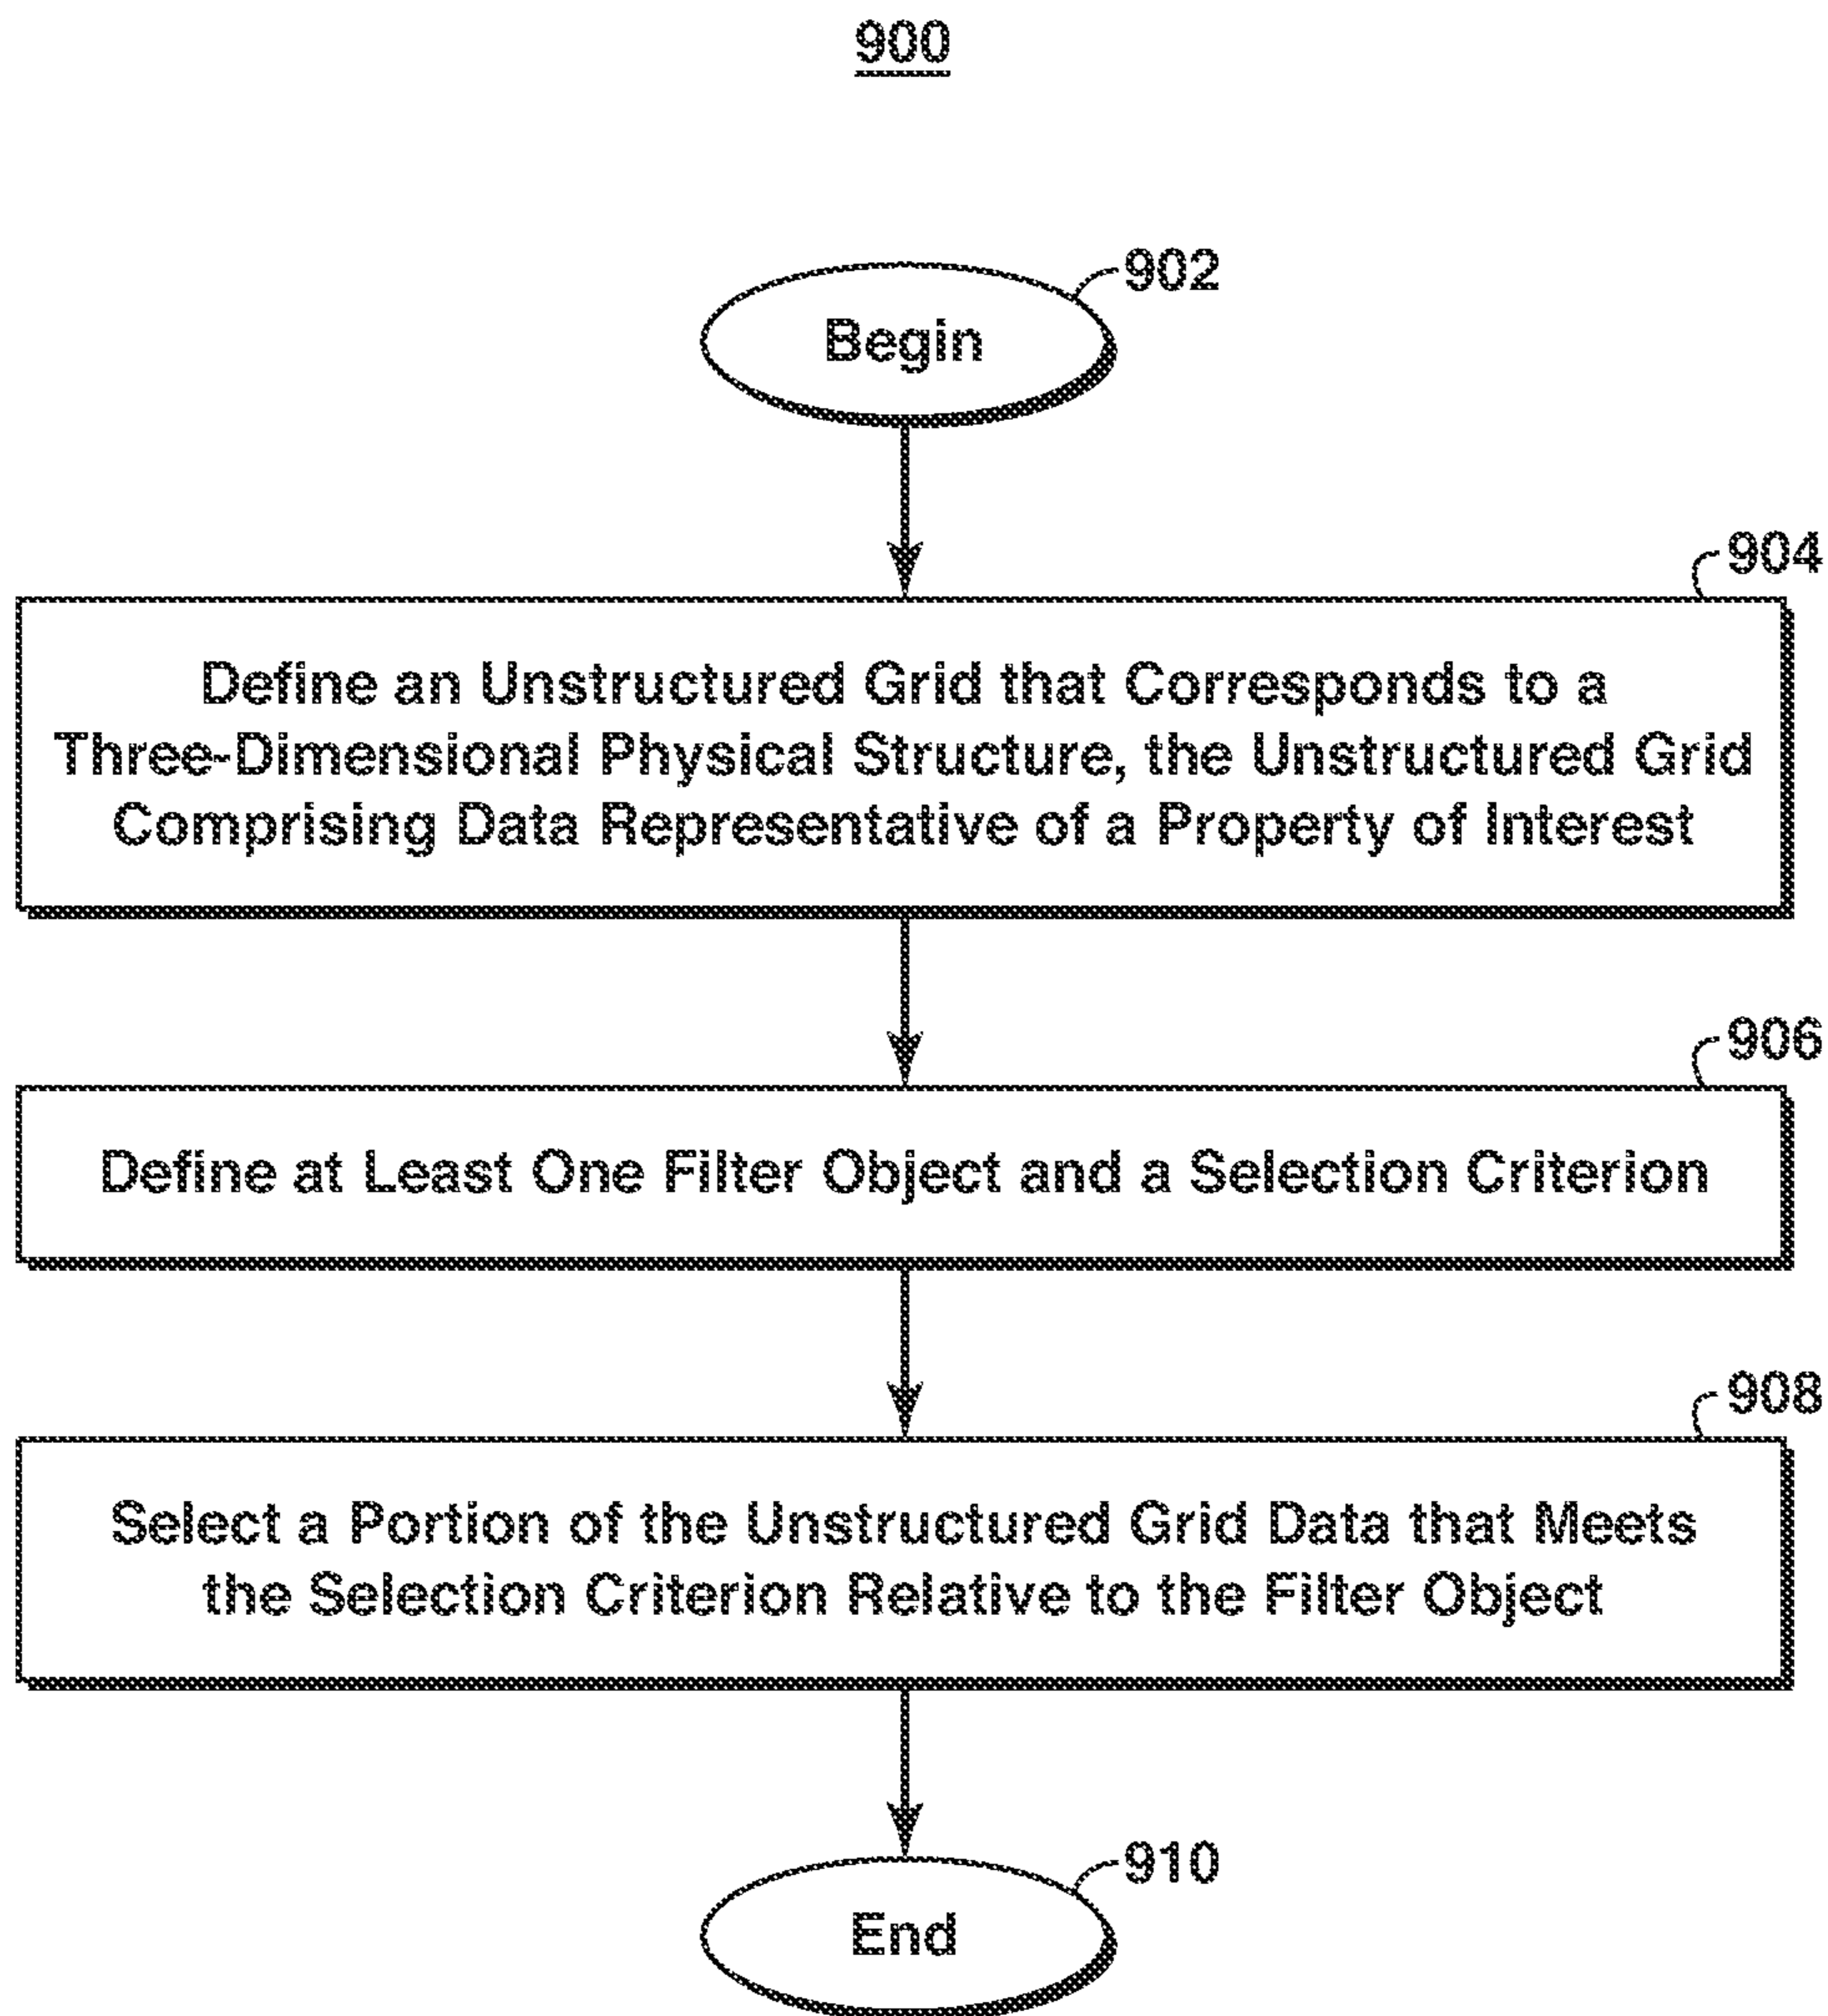 900
902
Begin
904
Define an Unstructured Grid that Corresponds to a
Three-Dimensional Physical Structure, the Unstructured Grid
Comprising Data Representative of a Property of Interest
906
Define at Least One Filter Object and a Selection Criterion
908
Select a Portion of the Unstructured Grid Data that Meets
the Selection Criterion Relative to the Filter Object
910
End